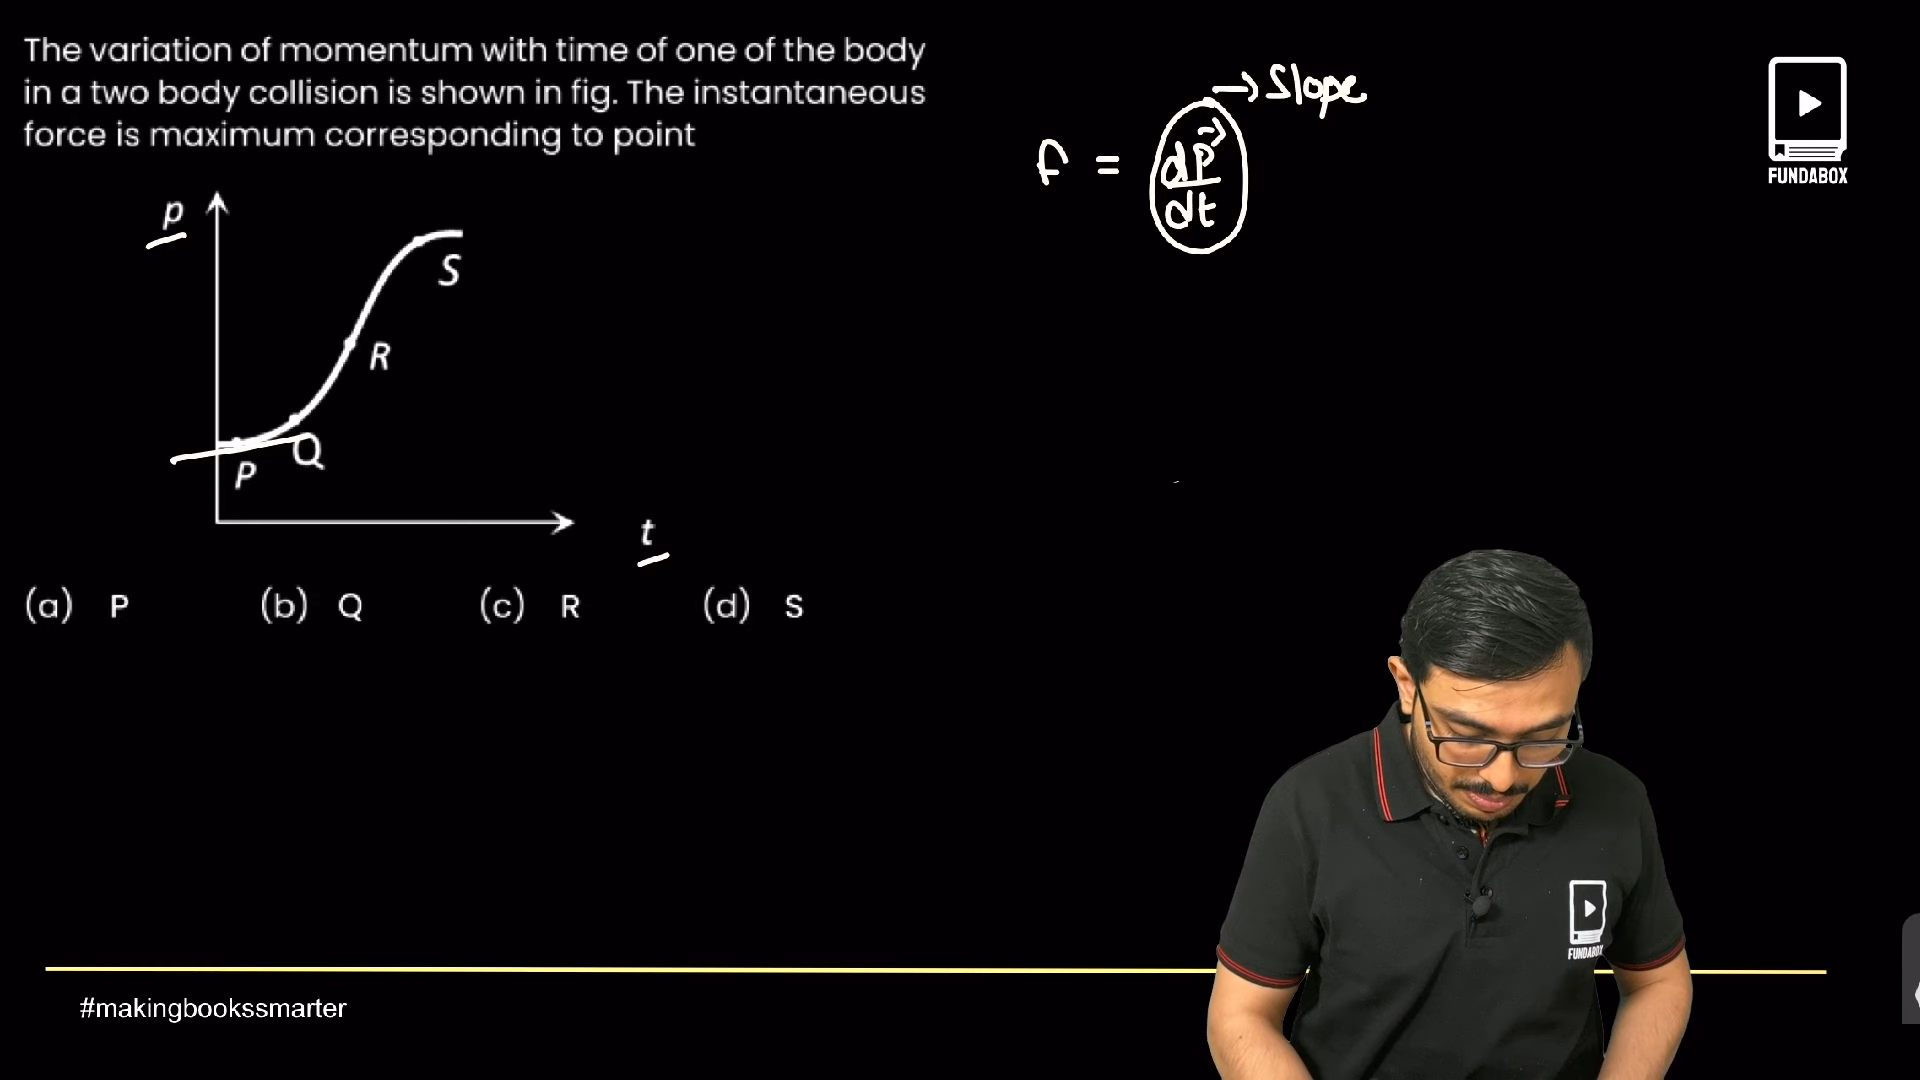 The variation of momentum with time of one of the body
in a two body collision is shown in fig. The instantaneous
force is maximum corresponding to point
→ Slope
f = dp⃗/dt
FUNDABOX
p
S
R
Q
P
t
(a) P (b) Q (c) R (d) S
FUNDABOX
#makingbookssmarter